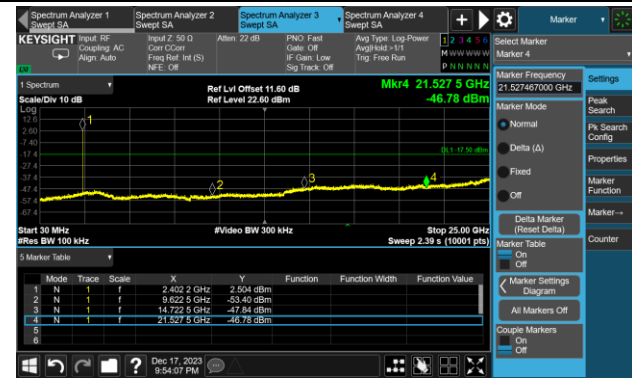 Spectrum Analyzer 1
Swept SA
Spectrum Analyzer 2
Swept SA
Spectrum Analyzer 3
Swept SA
Spectrum Analyzer 4
Swept SA
+
Marker
KEYSIGHT
Input: RF
Coupling: AC
Align: Auto
Input Z: 50 Ω
Corr CCorr
Freq Ref: Int (S)
NFE: Off
Atten: 22 dB
PNO: Fast
Gate: Off
IF Gain: Low
Sig Track: Off
Avg Type: Log-Power
Avg|Hold:>1/1
Trig: Free Run
1 2 3 4 5 6
M W W W W W
P N N N N N
Select Marker
Marker 4
1 Spectrum
Scale/Div 10 dB
Ref Lvl Offset 11.60 dB
Ref Level 22.60 dBm
Mkr4 21.527 5 GHz
-46.78 dBm
Log
12.6
2.60
-7.40
-17.4
-27.4
-37.4
-47.4
-57.4
-67.4
1
2
3
4
DL1 -17.50 dBm
Start 30 MHz
#Res BW 100 kHz
#Video BW 300 kHz
Stop 25.00 GHz
Sweep 2.39 s (10001 pts)
5 Marker Table
Mode Trace Scale X Y Function Function Width Function Value
1 N 1 f 2.402 2 GHz 2.504 dBm
2 N 1 f 9.622 5 GHz -53.40 dBm
3 N 1 f 14.722 5 GHz -47.84 dBm
4 N 1 f 21.527 5 GHz -46.78 dBm
5
6
Marker Frequency
21.527467000 GHz
Marker Mode
Normal
Delta (Δ)
Fixed
Off
Delta Marker
(Reset Delta)
Marker Table
On
Off
Marker Settings
Diagram
All Markers Off
Couple Markers
On
Off
Settings
Peak
Search
Pk Search
Config
Properties
Marker
Function
Marker→
Counter
?
Dec 17, 2023
9:54:07 PM